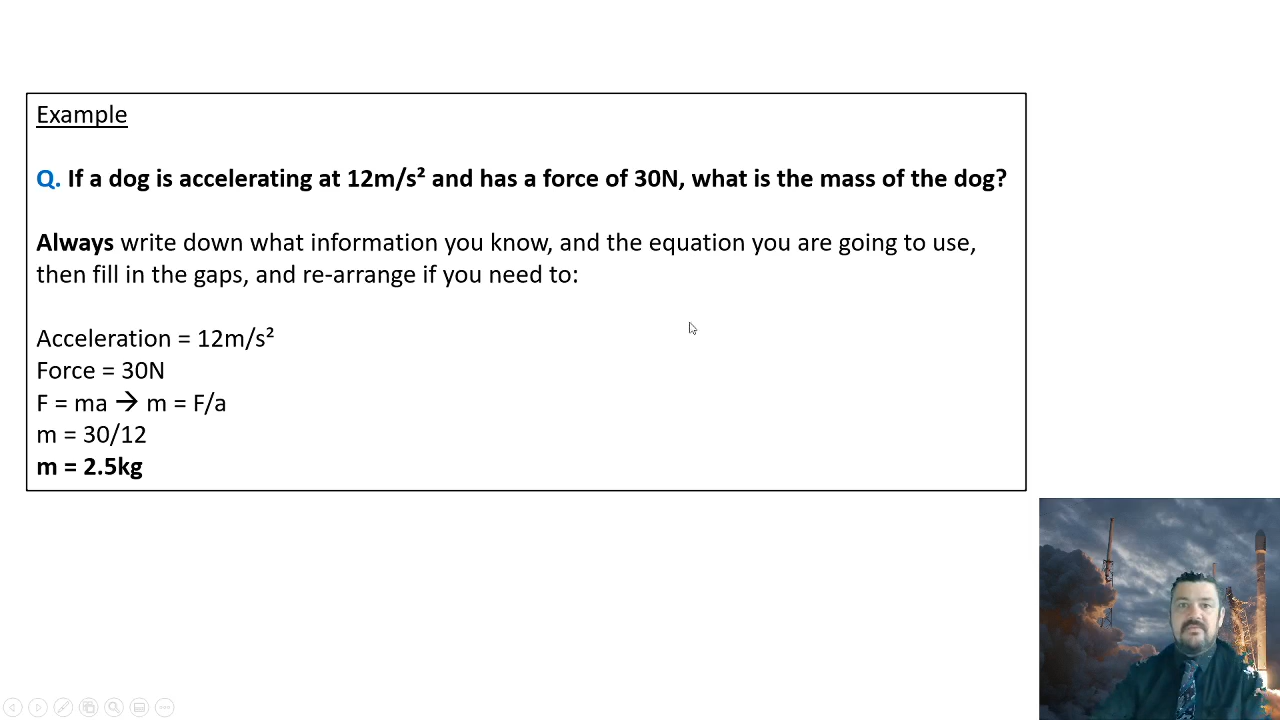 Example
Q. If a dog is accelerating at 12m/s² and has a force of 30N, what is the mass of the dog?
Always write down what information you know, and the equation you are going to use,
then fill in the gaps, and re-arrange if you need to:
Acceleration = 12m/s²
Force = 30N
F = ma → m = F/a
m = 30/12
m = 2.5kg